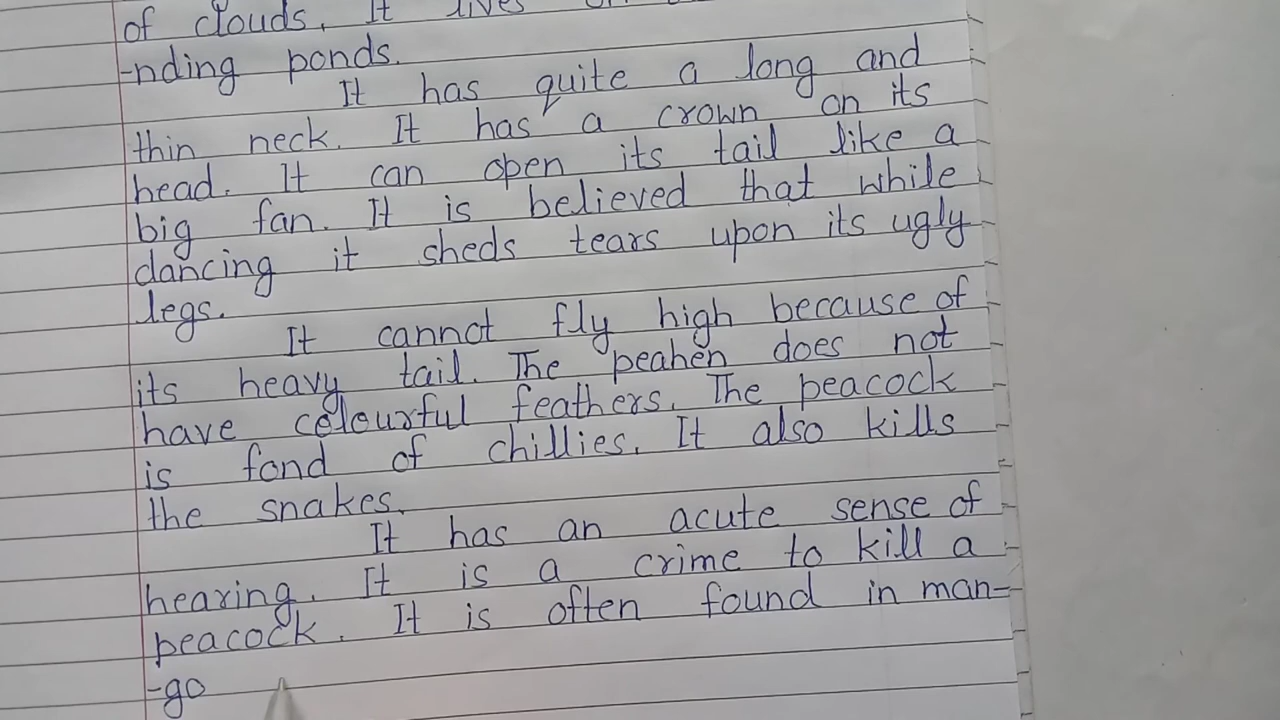 of clouds. It lives on
-nding ponds.
It has quite a long and
thin neck. It has a crown on its
head. It can open its tail like a
big fan. It is believed that while
dancing it sheds tears upon its ugly
legs.
It cannot fly high because of
its heavy tail. The peahen does not
have colourful feathers. The peacock
is fond of chillies. It also kills
the snakes.
It has an acute sense of
hearing. It is a crime to kill a
peacock. It is often found in man-
-go